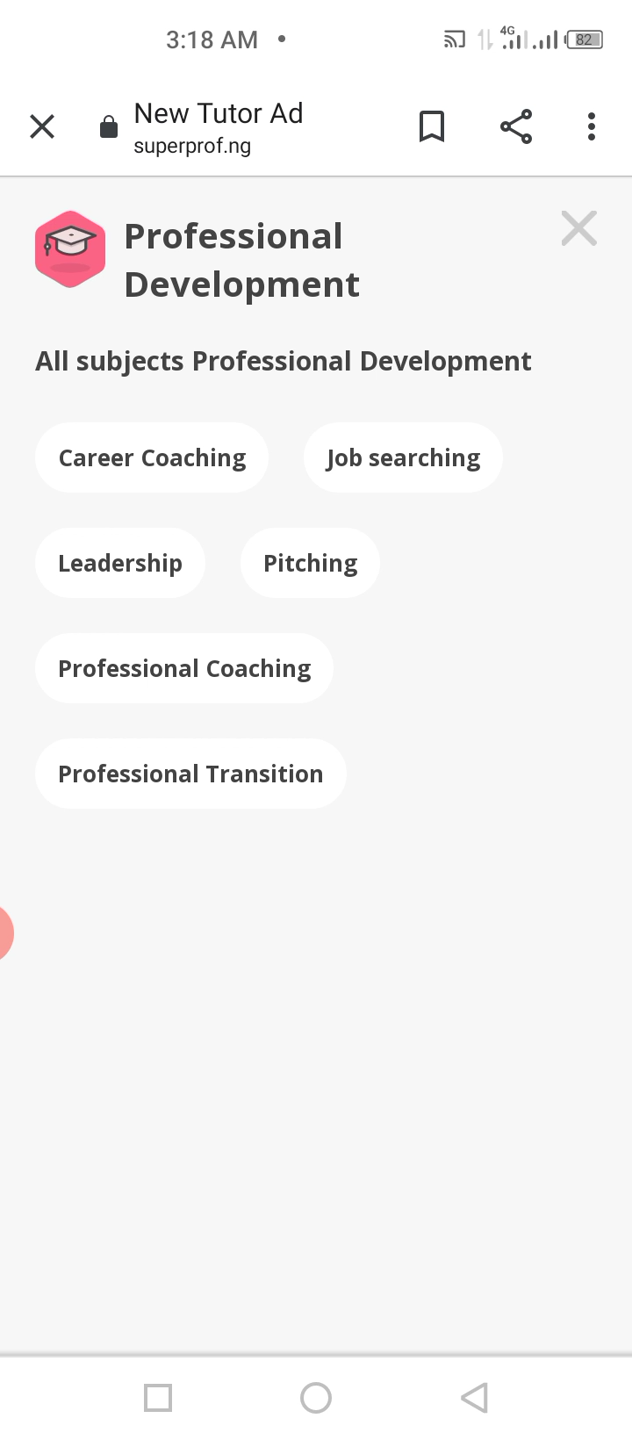 3:18 AM •
4G
82
New Tutor Ad
superprof.ng
Professional
Development
All subjects Professional Development
Career Coaching
Job searching
Leadership
Pitching
Professional Coaching
Professional Transition